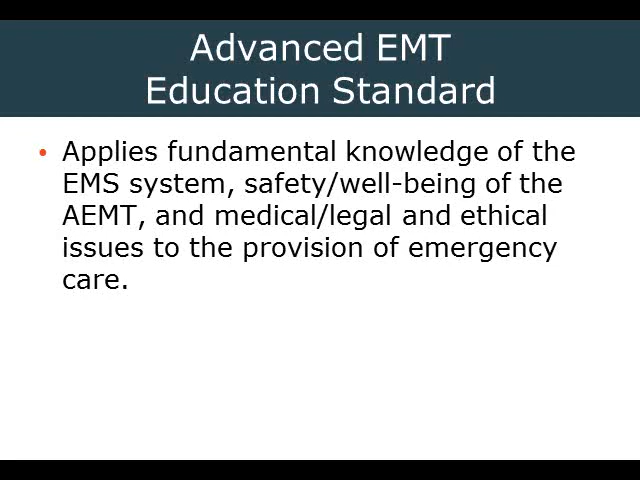 Advanced EMT
Education Standard
• Applies fundamental knowledge of the
EMS system, safety/well-being of the
AEMT, and medical/legal and ethical
issues to the provision of emergency
care.